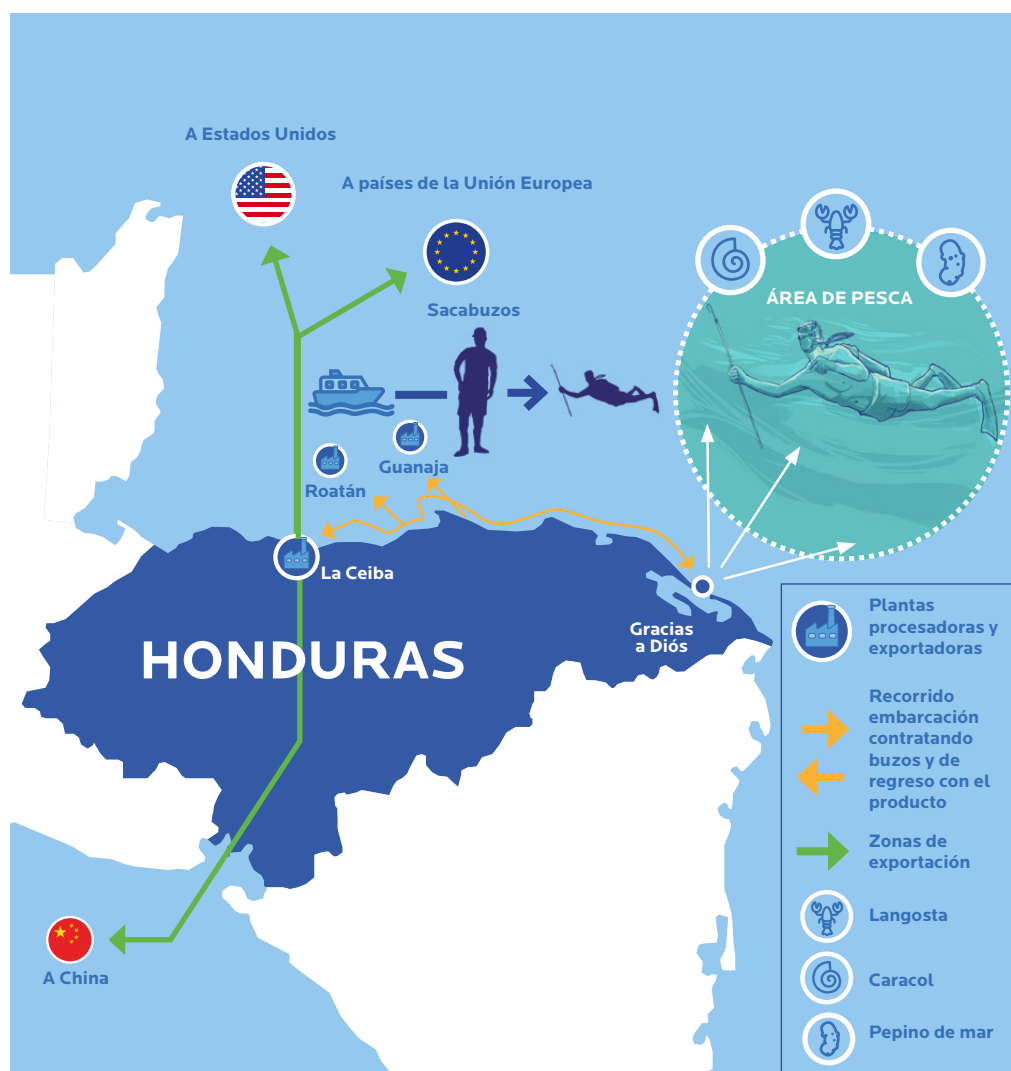 A Estados Unidos
A países de la Unión Europea
Sacabuzos
ÁREA DE PESCA
Guanaja
Roatán
La Ceiba
Gracias
a Diós
HONDURAS
A China
Plantas
procesadoras y
exportadoras
Recorrido
embarcación
contratando
buzos y de
regreso con el
producto
Zonas de
exportación
Langosta
Caracol
Pepino de mar